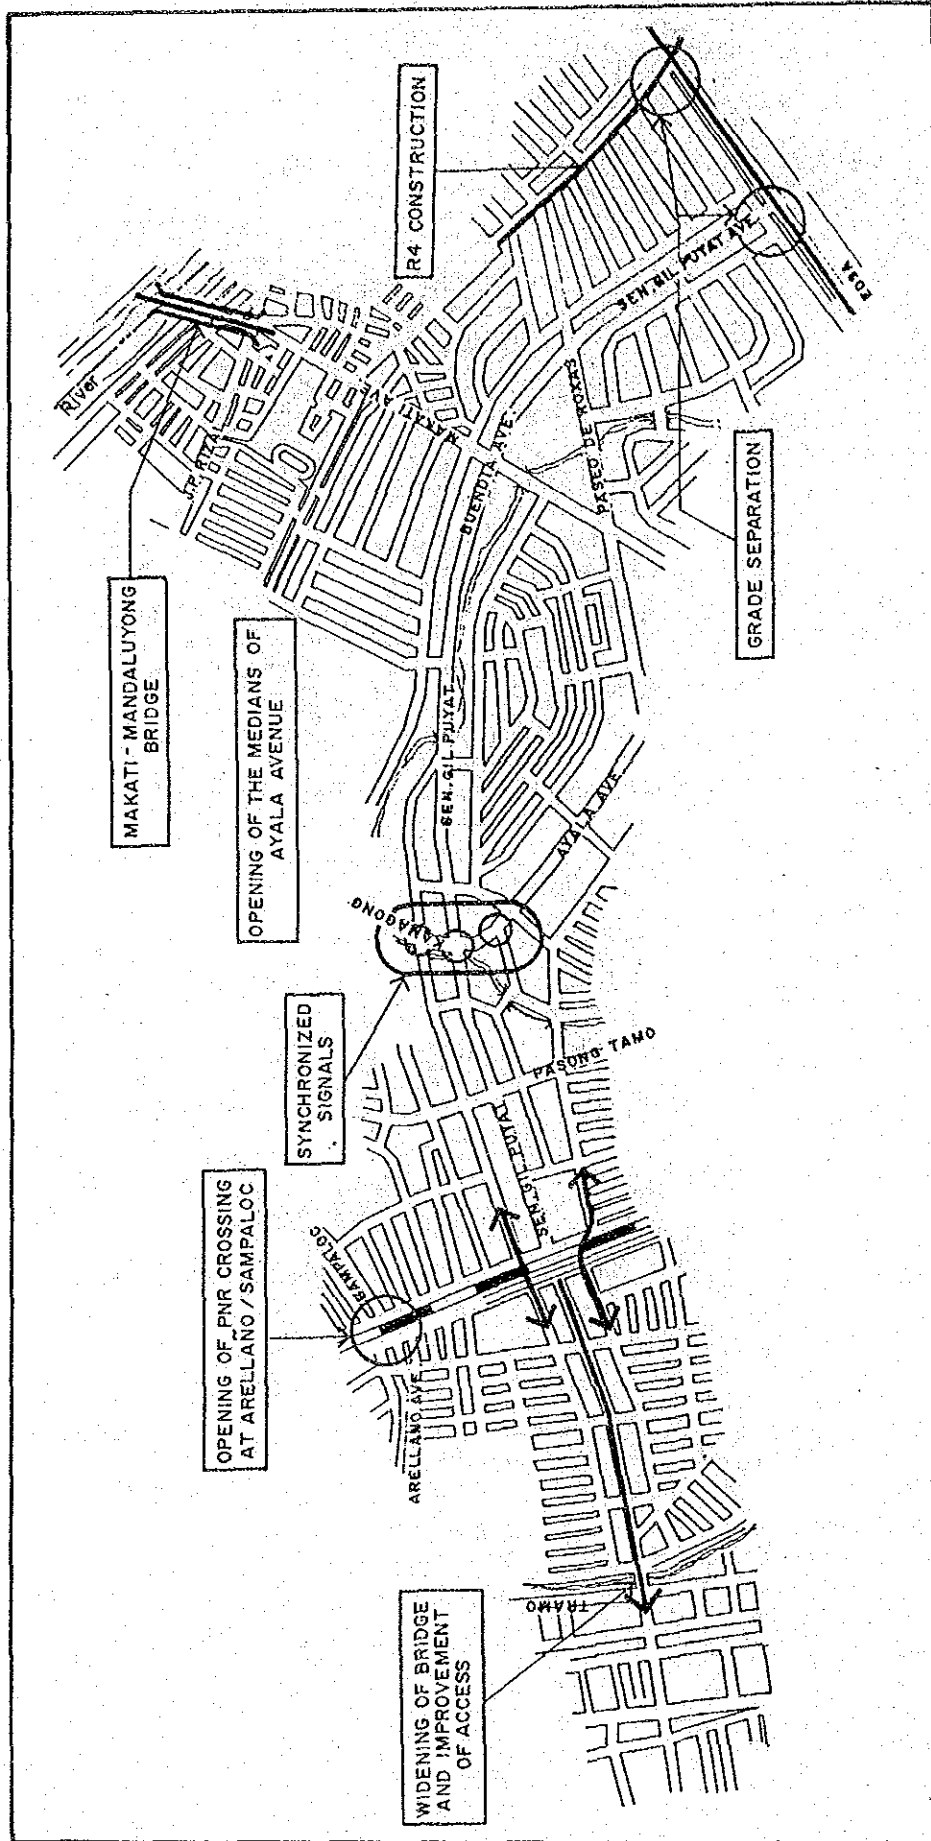 WIDENING OF BRIDGE
AND IMPROVEMENT
OF ACCESS
OPENING OF PNR CROSSING
AT ARELLANO / SAMPALOC
SYNCHRONIZED
SIGNALS
OPENING OF THE MEDIANS OF
AYALA AVENUE
MAKATI - MANDALUYONG
BRIDGE
R4 CONSTRUCTION
GRADE SEPARATION
TRAMO
ARELLANO AVE
SAMPALOC
SEN. GIL PUYAT
PASONG TAMO
KAMAGONG
SEN. GIL PUYAT
AYALA AVE.
J.P. RIZAL
River
MAKATI AVE
BUENDIA AVE.
PASEO DE ROXAS
SEN. GIL PUYAT AVE
EDSA